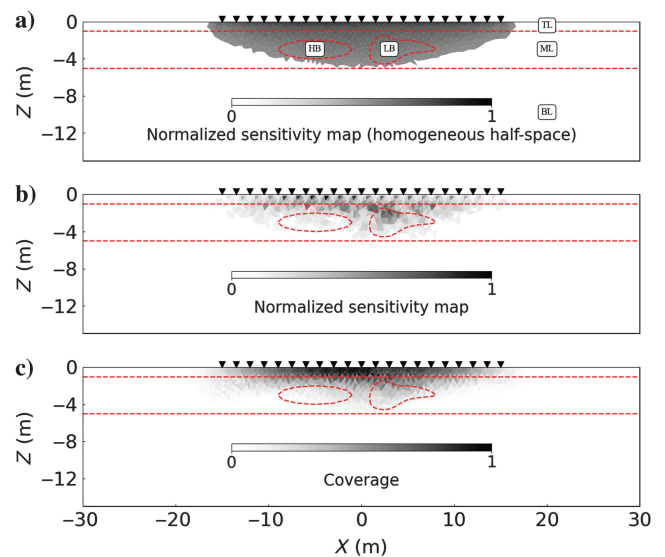 a)
0
TL
HB
LB
ML
−4
−8
BL
−12
Z (m)
0
1
Normalized sensitivity map (homogeneous half-space)
b)
0
−4
−8
−12
Z (m)
0
1
Normalized sensitivity map
c)
0
−4
−8
−12
Z (m)
0
1
Coverage
−30
−20
−10
0
10
20
30
X (m)